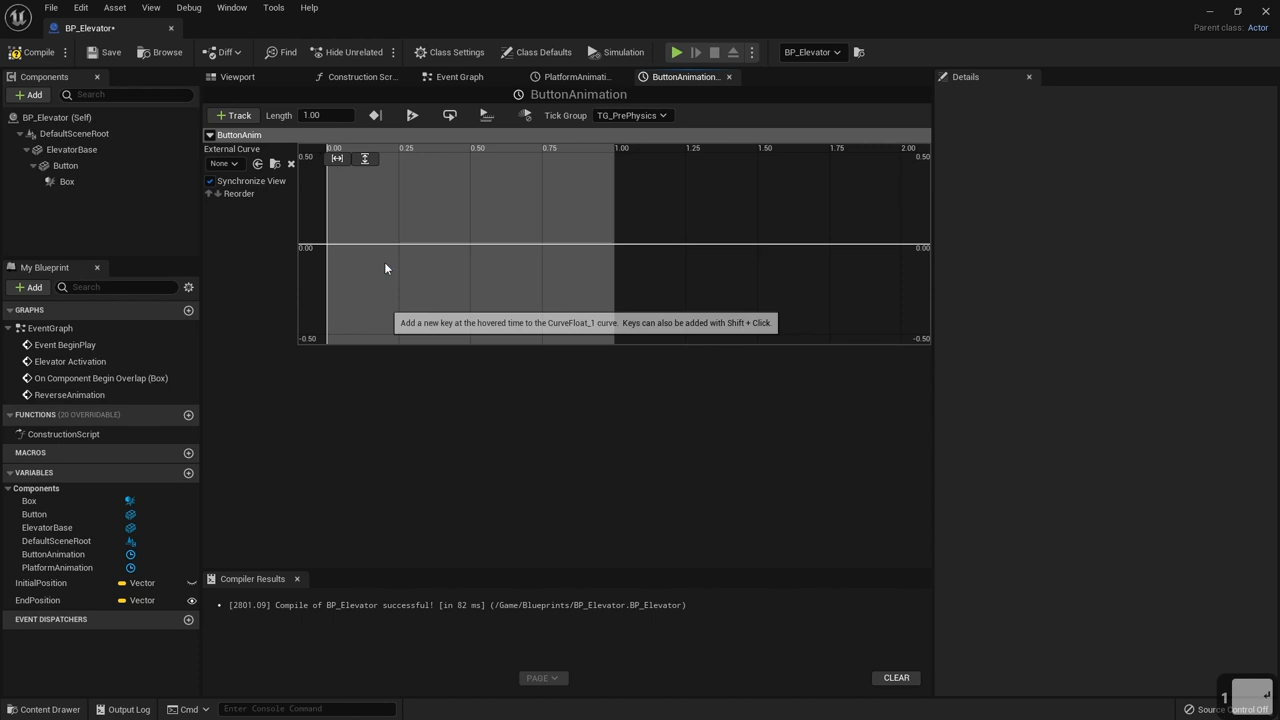 File Edit Asset View Debug Window Tools Help
BP_Elevator•
Parent class: Actor
Compile Save Browse Diff Find Hide Unrelated Class Settings Class Defaults Simulation BP_Elevator
Components
Viewport Construction Scr... Event Graph PlatformAnimati... ButtonAnimation... Details
+ Add Search
ButtonAnimation
+ Track Length 1.00 Tick Group TG_PrePhysics
BP_Elevator (Self)
DefaultSceneRoot
ElevatorBase
Button
Box
ButtonAnim
External Curve
None
Synchronize View
Reorder
0.00 0.25 0.50 0.75 1.00 1.25 1.50 1.75 2.00
0.50 0.50
0.00 0.00
-0.50 -0.50
Add a new key at the hovered time to the CurveFloat_1 curve. Keys can also be added with Shift + Click.
My Blueprint
+ Add Search
GRAPHS
EventGraph
Event BeginPlay
Elevator Activation
On Component Begin Overlap (Box)
ReverseAnimation
FUNCTIONS (20 OVERRIDABLE)
ConstructionScript
MACROS
VARIABLES
Components
Box
Button
ElevatorBase
DefaultSceneRoot
ButtonAnimation
PlatformAnimation
InitialPosition Vector
EndPosition Vector
EVENT DISPATCHERS
Compiler Results
• [2801.09] Compile of BP_Elevator successful! [in 82 ms] (/Game/Blueprints/BP_Elevator.BP_Elevator)
PAGE CLEAR
1
Content Drawer Output Log Cmd Enter Console Command Source Control Off